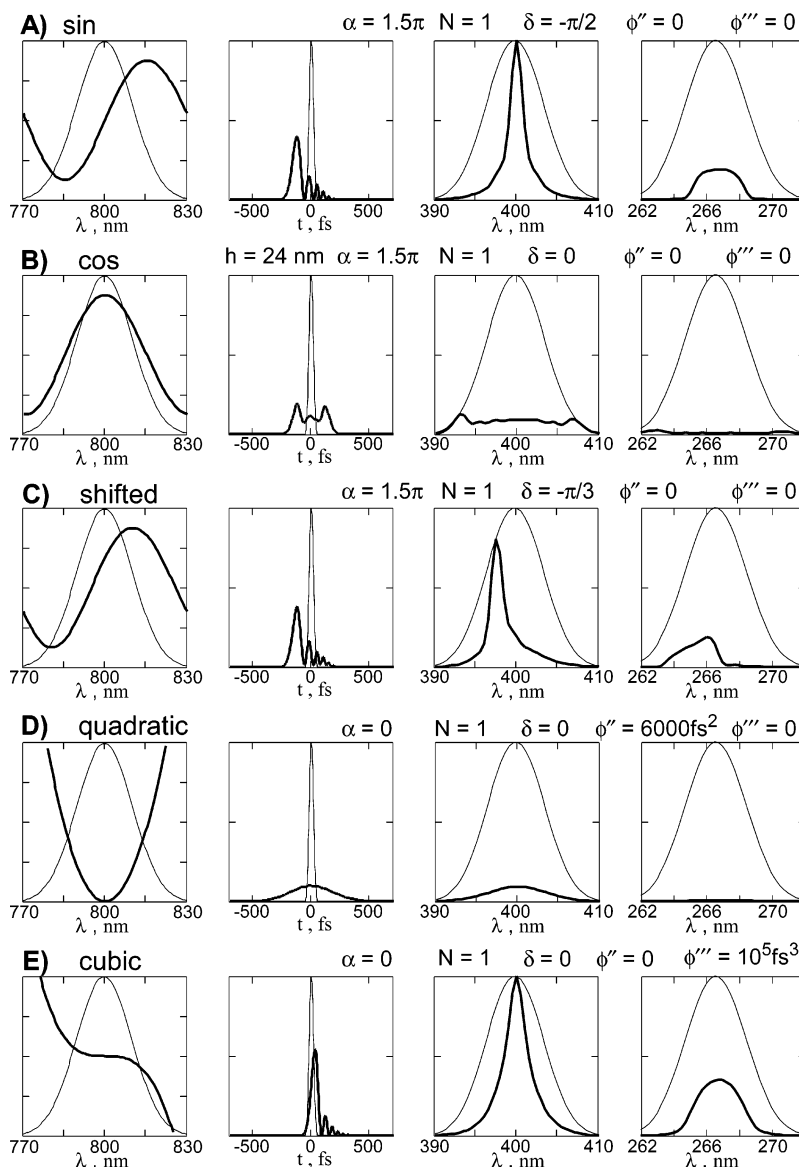 A) sin α = 1.5π N = 1 δ = -π/2 ϕ″ = 0 ϕ‴ = 0
770 800 830 -500 0 500 390 400 410 262 266 270
λ , nm t , fs λ , nm λ , nm
B) cos h = 24 nm α = 1.5π N = 1 δ = 0 ϕ″ = 0 ϕ‴ = 0
770 800 830 -500 0 500 390 400 410 262 266 270
λ , nm t , fs λ , nm λ , nm
C) shifted α = 1.5π N = 1 δ = -π/3 ϕ″ = 0 ϕ‴ = 0
770 800 830 -500 0 500 390 400 410 262 266 270
λ , nm t , fs λ , nm λ , nm
D) quadratic α = 0 N = 1 δ = 0 ϕ″ = 6000fs² ϕ‴ = 0
770 800 830 -500 0 500 390 400 410 262 266 270
λ , nm t , fs λ , nm λ , nm
E) cubic α = 0 N = 1 δ = 0 ϕ″ = 0 ϕ‴ = 10⁵fs³
770 800 830 -500 0 500 390 400 410 262 266 270
λ , nm t , fs λ , nm λ , nm